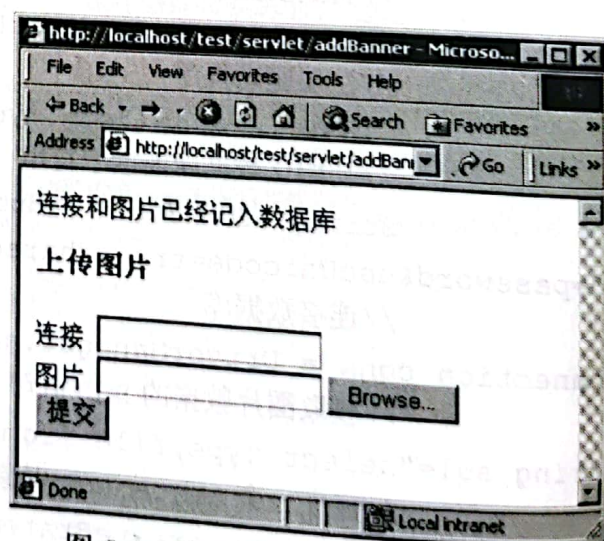 http://localhost/test/servlet/addBanner - Microso...
File Edit View Favorites Tools Help
Back Search Favorites »
Address http://localhost/test/servlet/addBan Go Links »
连接和图片已经记入数据库
上传图片
连接
图片 Browse...
提交
Done Local intranet
图